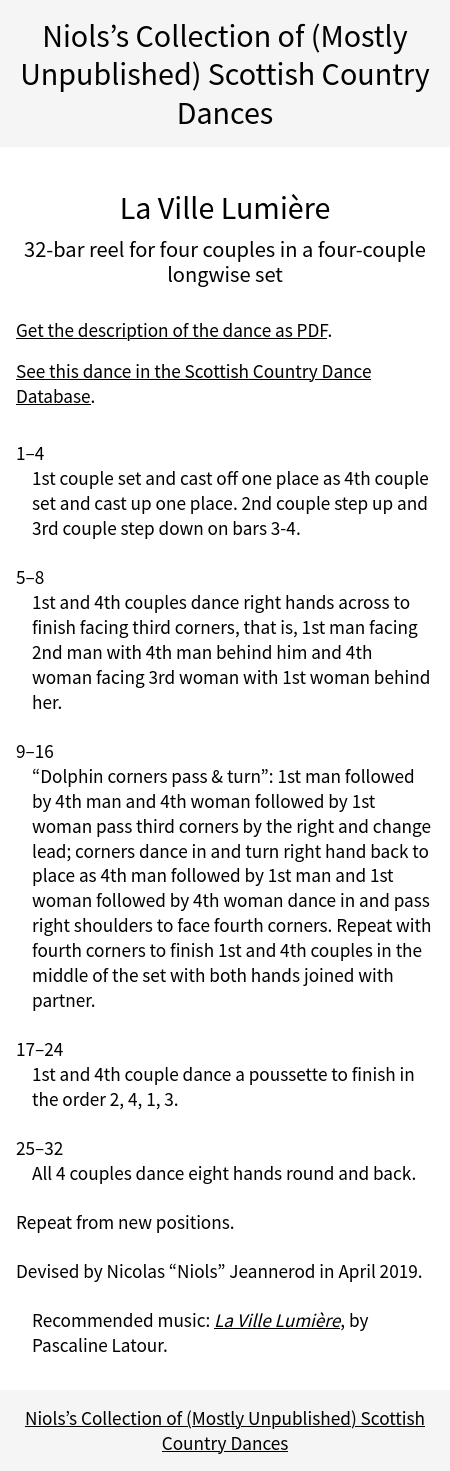 Niols’s Collection of (Mostly
Unpublished) Scottish Country
Dances
La Ville Lumière
32-bar reel for four couples in a four-couple
longwise set
Get the description of the dance as PDF.
See this dance in the Scottish Country Dance
Database.
1–4
1st couple set and cast off one place as 4th couple
set and cast up one place. 2nd couple step up and
3rd couple step down on bars 3-4.
5–8
1st and 4th couples dance right hands across to
finish facing third corners, that is, 1st man facing
2nd man with 4th man behind him and 4th
woman facing 3rd woman with 1st woman behind
her.
9–16
“Dolphin corners pass & turn”: 1st man followed
by 4th man and 4th woman followed by 1st
woman pass third corners by the right and change
lead; corners dance in and turn right hand back to
place as 4th man followed by 1st man and 1st
woman followed by 4th woman dance in and pass
right shoulders to face fourth corners. Repeat with
fourth corners to finish 1st and 4th couples in the
middle of the set with both hands joined with
partner.
17–24
1st and 4th couple dance a poussette to finish in
the order 2, 4, 1, 3.
25–32
All 4 couples dance eight hands round and back.
Repeat from new positions.
Devised by Nicolas “Niols” Jeannerod in April 2019.
Recommended music: La Ville Lumière, by
Pascaline Latour.
Niols’s Collection of (Mostly Unpublished) Scottish
Country Dances